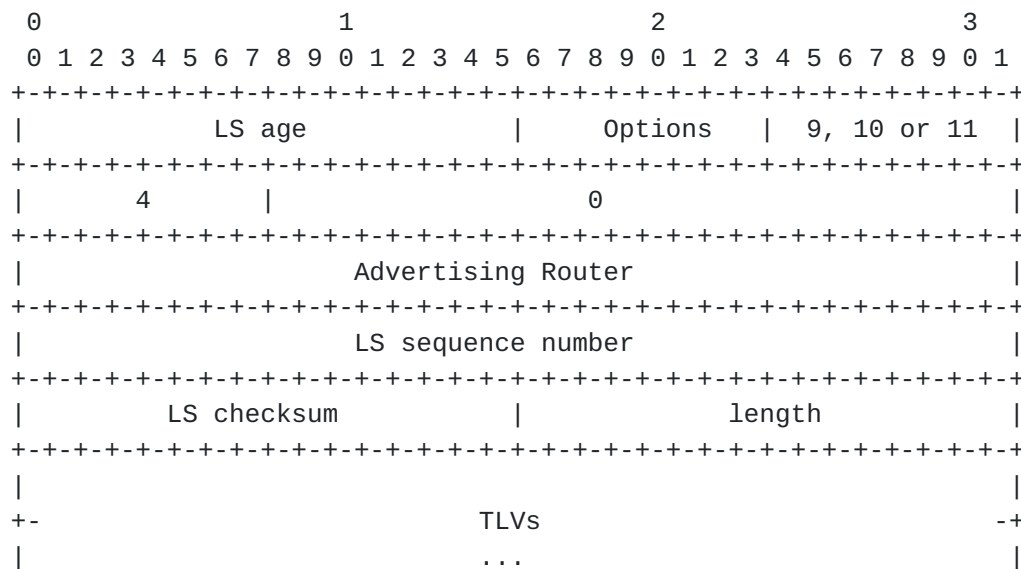 0                   1                   2                   3
 0 1 2 3 4 5 6 7 8 9 0 1 2 3 4 5 6 7 8 9 0 1 2 3 4 5 6 7 8 9 0 1
+-+-+-+-+-+-+-+-+-+-+-+-+-+-+-+-+-+-+-+-+-+-+-+-+-+-+-+-+-+-+-+-+
|            LS age             |     Options   |  9, 10 or 11  |
+-+-+-+-+-+-+-+-+-+-+-+-+-+-+-+-+-+-+-+-+-+-+-+-+-+-+-+-+-+-+-+-+
|       4       |                    0                          |
+-+-+-+-+-+-+-+-+-+-+-+-+-+-+-+-+-+-+-+-+-+-+-+-+-+-+-+-+-+-+-+-+
|                     Advertising Router                        |
+-+-+-+-+-+-+-+-+-+-+-+-+-+-+-+-+-+-+-+-+-+-+-+-+-+-+-+-+-+-+-+-+
|                     LS sequence number                        |
+-+-+-+-+-+-+-+-+-+-+-+-+-+-+-+-+-+-+-+-+-+-+-+-+-+-+-+-+-+-+-+-+
|         LS checksum           |             length            |
+-+-+-+-+-+-+-+-+-+-+-+-+-+-+-+-+-+-+-+-+-+-+-+-+-+-+-+-+-+-+-+-+
|                                                               |
+-                            TLVs                             -+
|                             ...                               |